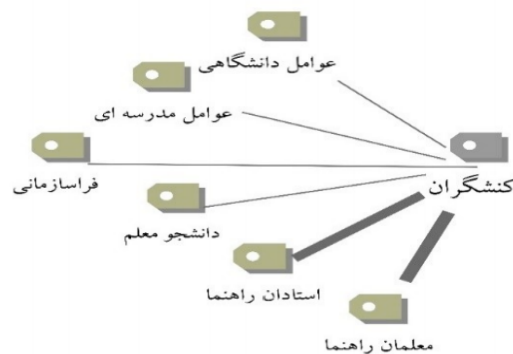 عوامل دانشگاهی
عوامل مدرسه ای
فراسازمانی
کنشگران
دانشجو معلم
استادان راهنما
معلمان راهنما